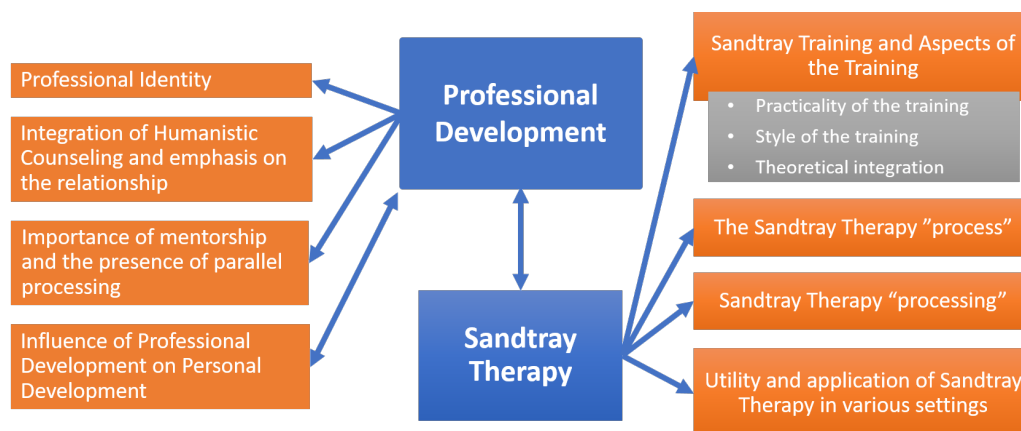 Professional Identity
Integration of Humanistic
Counseling and emphasis on
the relationship
Importance of mentorship
and the presence of parallel
processing
Influence of Professional
Development on Personal
Development
Professional
Development
Sandtray
Therapy
Sandtray Training and Aspects of
the Training
• Practicality of the training
• Style of the training
• Theoretical integration
The Sandtray Therapy ”process”
Sandtray Therapy “processing”
Utility and application of Sandtray
Therapy in various settings